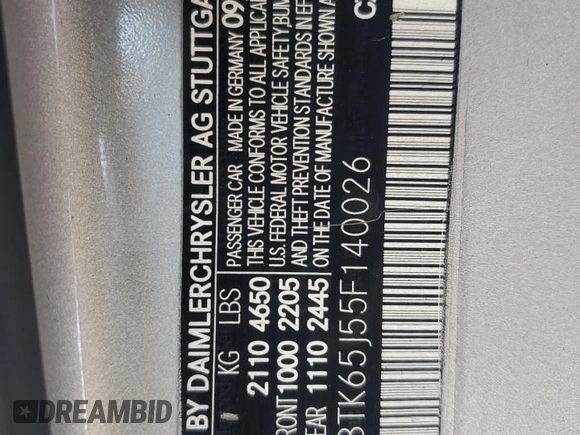 BY DAIMLERCHRYSLER AG STUTTGA
KG LBS PASSENGER CAR MADE IN GERMANY 09
2110 4650 THIS VEHICLE CONFORMS TO ALL APPLICA
U.S. FEDERAL MOTOR VEHICLE SAFETY, BUM
RONT 1000 2205 AND THEFT PREVENTION STANDARDS IN EF
EAR 1110 2445 ON THE DATE OF MANUFACTURE SHOWN A
BTK65J55F140026
DREAMBID